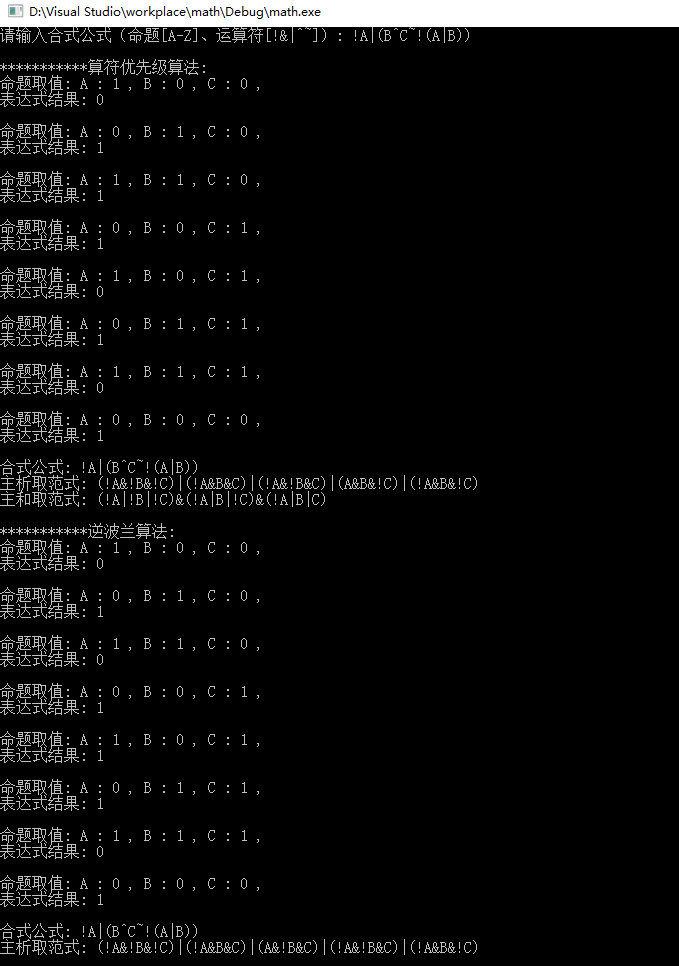 D:\Visual Studio\workplace\math\Debug\math.exe
请输入合式公式（命题[A-Z]、运算符[!&|^~]）: !A|(B^C~!(A|B))
***********算符优先级算法:
命题取值: A : 1 , B : 0 , C : 0 ,
表达式结果: 0
命题取值: A : 0 , B : 1 , C : 0 ,
表达式结果: 1
命题取值: A : 1 , B : 1 , C : 0 ,
表达式结果: 1
命题取值: A : 0 , B : 0 , C : 1 ,
表达式结果: 1
命题取值: A : 1 , B : 0 , C : 1 ,
表达式结果: 0
命题取值: A : 0 , B : 1 , C : 1 ,
表达式结果: 1
命题取值: A : 1 , B : 1 , C : 1 ,
表达式结果: 0
命题取值: A : 0 , B : 0 , C : 0 ,
表达式结果: 1
合式公式: !A|(B^C~!(A|B))
主析取范式: (!A&!B&!C)|(!A&B&C)|(!A&!B&C)|(A&B&!C)|(!A&B&!C)
主和取范式: (!A|!B|!C)&(!A|B|!C)&(!A|B|C)
***********逆波兰算法:
命题取值: A : 1 , B : 0 , C : 0 ,
表达式结果: 0
命题取值: A : 0 , B : 1 , C : 0 ,
表达式结果: 1
命题取值: A : 1 , B : 1 , C : 0 ,
表达式结果: 0
命题取值: A : 0 , B : 0 , C : 1 ,
表达式结果: 1
命题取值: A : 1 , B : 0 , C : 1 ,
表达式结果: 1
命题取值: A : 0 , B : 1 , C : 1 ,
表达式结果: 1
命题取值: A : 1 , B : 1 , C : 1 ,
表达式结果: 0
命题取值: A : 0 , B : 0 , C : 0 ,
表达式结果: 1
合式公式: !A|(B^C~!(A|B))
主析取范式: (!A&!B&!C)|(!A&B&C)|(A&!B&C)|(!A&!B&C)|(!A&B&!C)